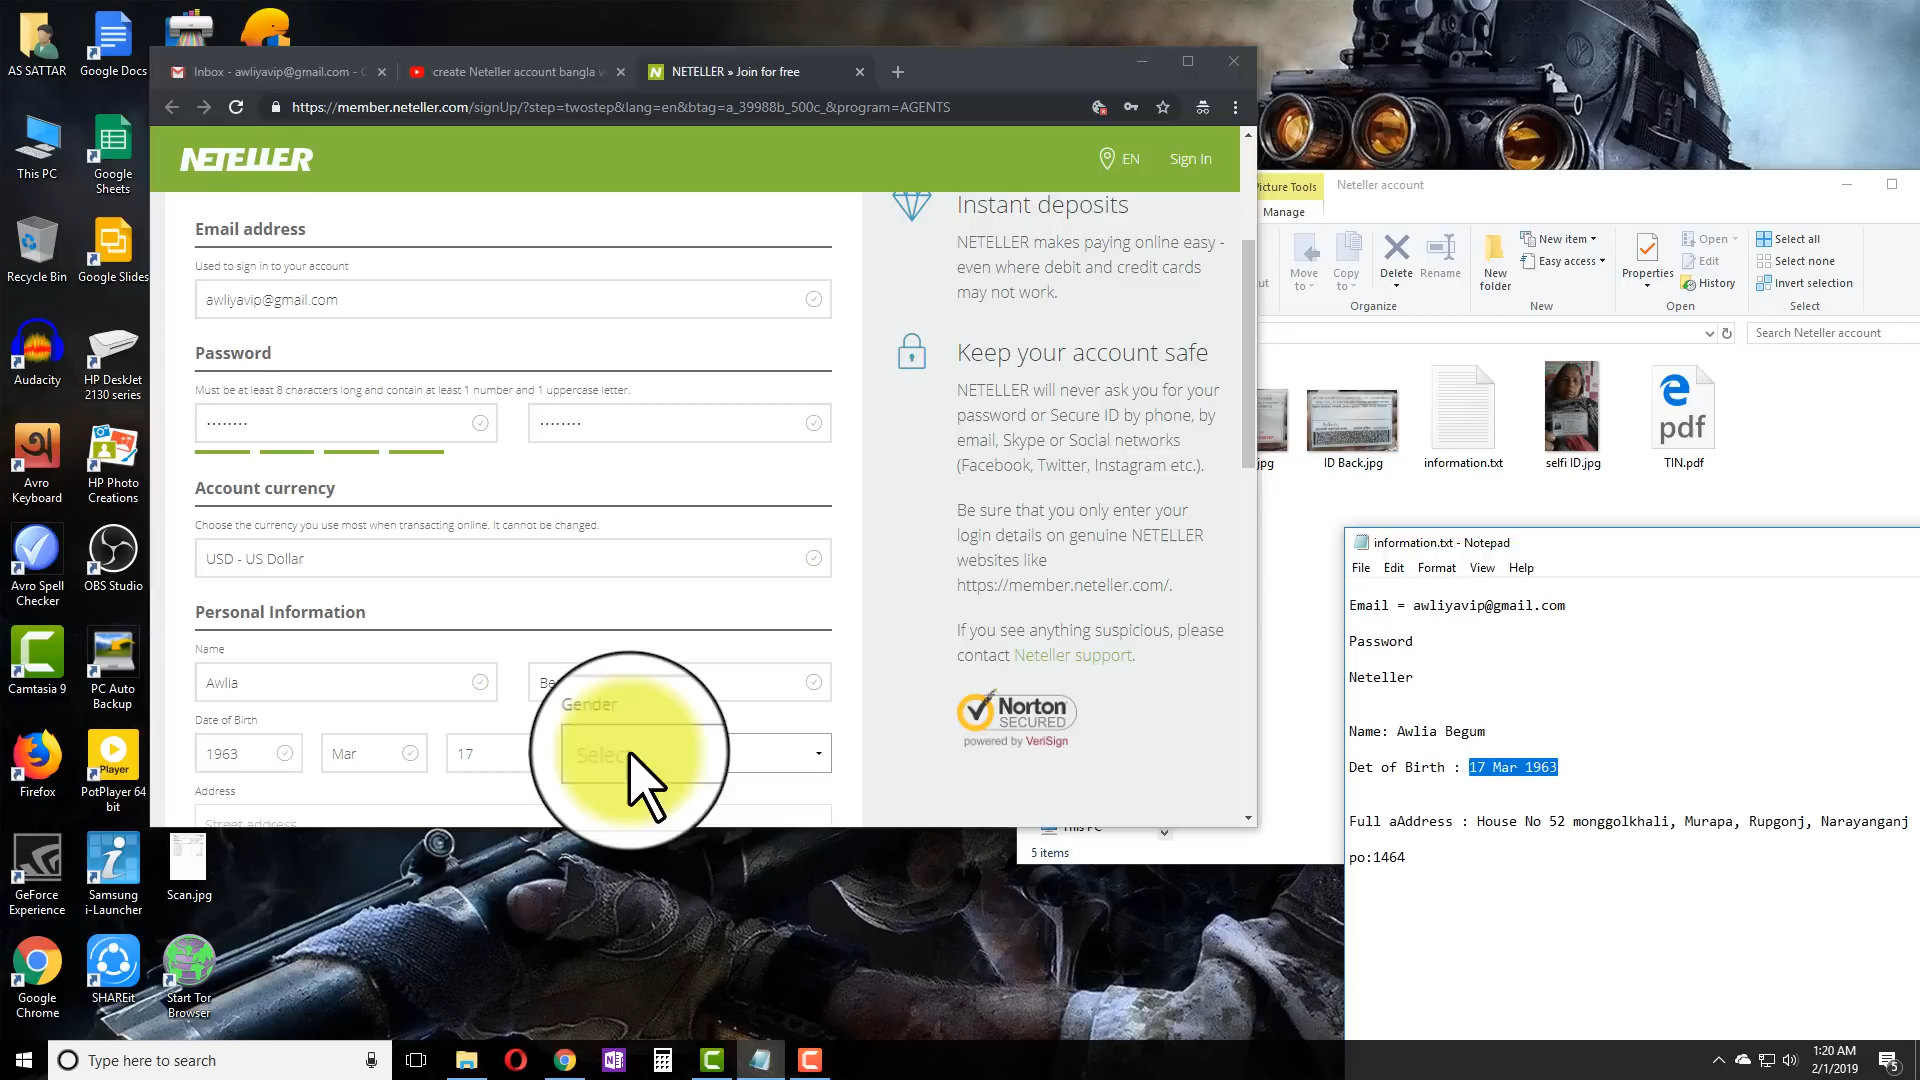 AS SATTAR
Google Docs
This PC
Google
Sheets
Recycle Bin
Google Slides
Audacity
HP DeskJet
2130 series
Avro
Keyboard
HP Photo
Creations
Avro Spell
Checker
OBS Studio
Camtasia 9
PC Auto
Backup
Firefox
Player
PotPlayer 64
bit
GeForce
Experience
Samsung
i-Launcher
Scan.jpg
Google
Chrome
SHAREit
Start Tor
Browser
Inbox - awliyavip@gmail.com -
create Neteller account bangla
NETELLER » Join for free
https://member.neteller.com/signUp/?step=twostep&lang=en&btag=a_39988b_500c_&program=AGENTS
NETELLER
EN
Sign In
Email address
Used to sign in to your account
awliyavip@gmail.com
Password
Must be at least 8 characters long and contain at least 1 number and 1 uppercase letter.
Account currency
Choose the currency you use most when transacting online. It cannot be changed.
USD - US Dollar
Personal Information
Name
Awlia
Be
Date of Birth
Gender
1963
Mar
17
Select
Address
Street address
Instant deposits
NETELLER makes paying online easy -
even where debit and credit cards
may not work.
Keep your account safe
NETELLER will never ask you for your
password or Secure ID by phone, by
email, Skype or Social networks
(Facebook, Twitter, Instagram etc.).
Be sure that you only enter your
login details on genuine NETELLER
websites like
https://member.neteller.com/.
If you see anything suspicious, please
contact Neteller support.
Norton
SECURED
powered by VeriSign
Picture Tools
Neteller account
Manage
Move
to
Copy
to
Delete
Rename
Organize
New
folder
New item
Easy access
New
Properties
Open
Edit
History
Open
Select all
Select none
Invert selection
Select
Search Neteller account
jpg
ID Back.jpg
information.txt
selfi ID.jpg
pdf
TIN.pdf
This PC
5 items
information.txt - Notepad
File Edit Format View Help
Email = awliyavip@gmail.com
Password
Neteller
Name: Awlia Begum
Det of Birth : 17 Mar 1963
Full aAddress : House No 52 monggolkhali, Murapa, Rupgonj, Narayanganj
po:1464
Type here to search
1:20 AM
2/1/2019
5